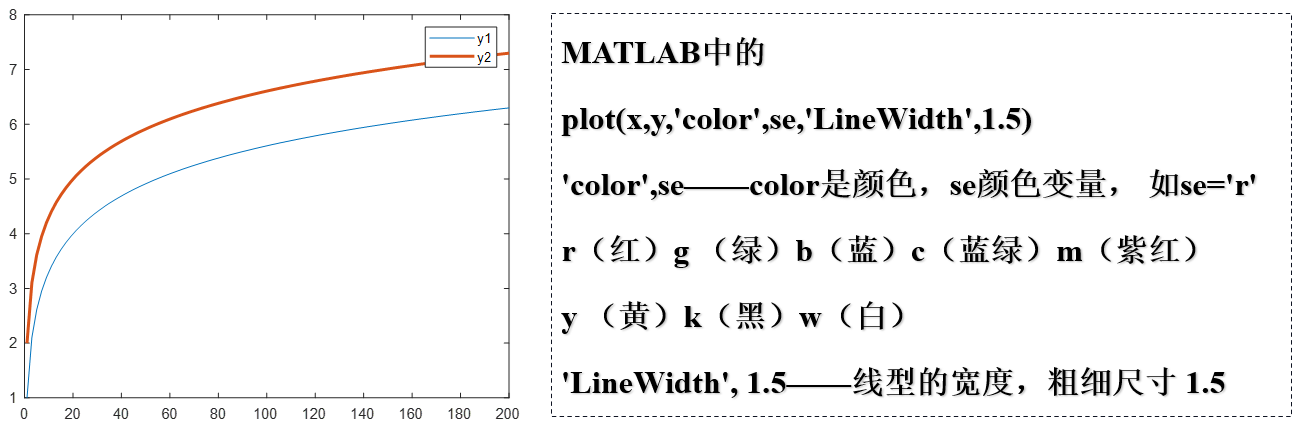 8
7
6
5
4
3
2
1
0 20 40 60 80 100 120 140 160 180 200
y1
y2
MATLAB中的
plot(x,y,'color',se,'LineWidth',1.5)
'color',se——color是颜色，se颜色变量， 如se='r'
r（红）g （绿）b（蓝）c（蓝绿）m（紫红）
y （黄）k（黑）w（白）
'LineWidth', 1.5——线型的宽度，粗细尺寸 1.5